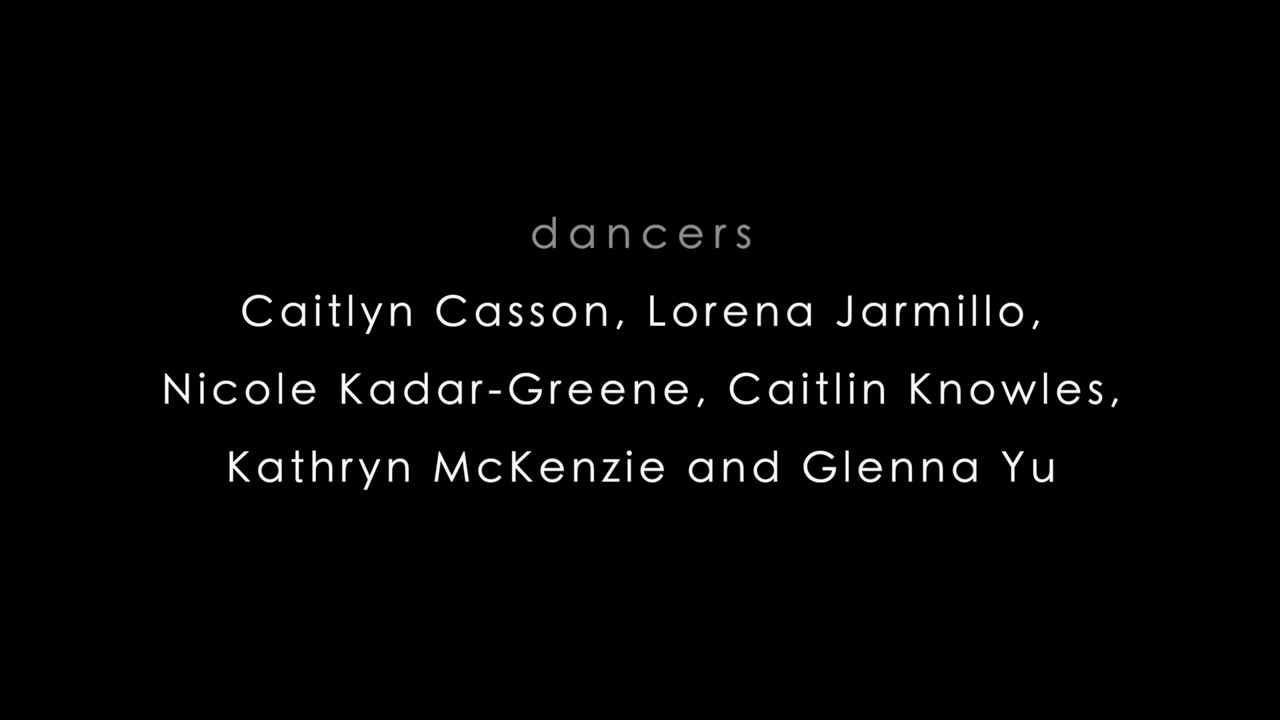 dancers
Caitlyn Casson, Lorena Jarmillo,
Nicole Kadar-Greene, Caitlin Knowles,
Kathryn McKenzie and Glenna Yu